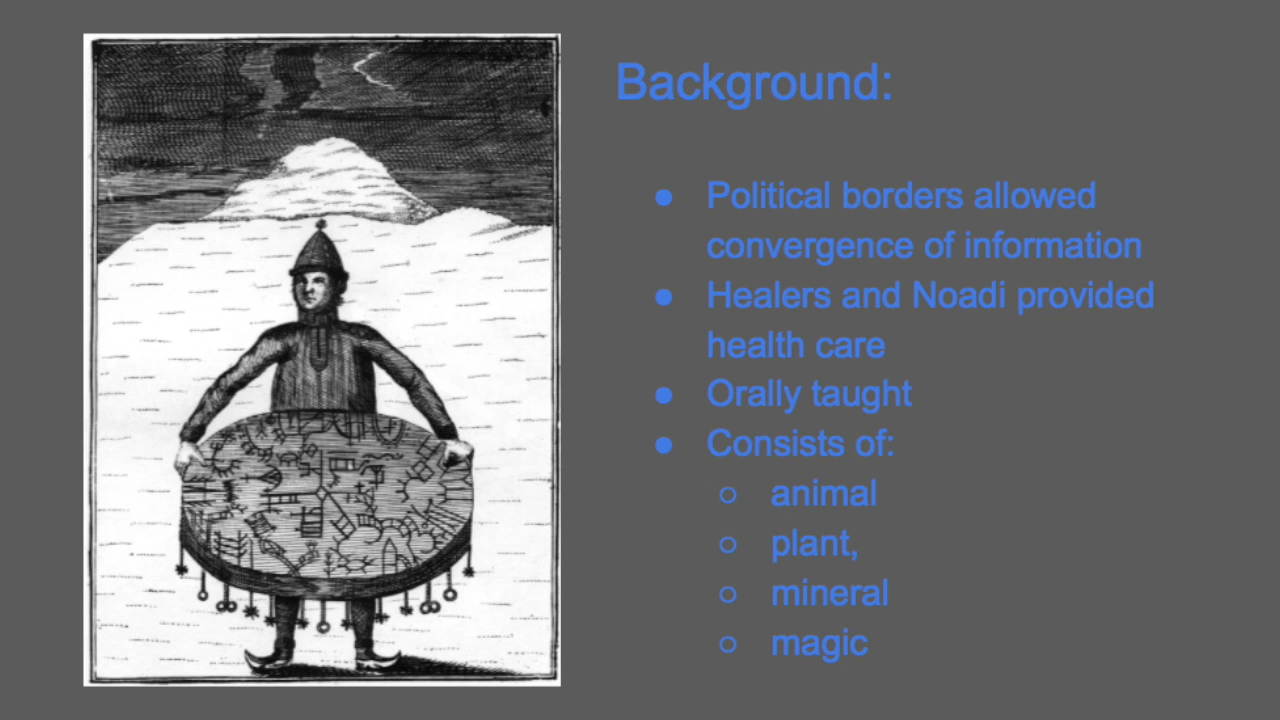 Background:
● Political borders allowed
convergence of information
● Healers and Noadi provided
health care
● Orally taught
● Consists of:
○ animal
○ plant,
○ mineral
○ magic